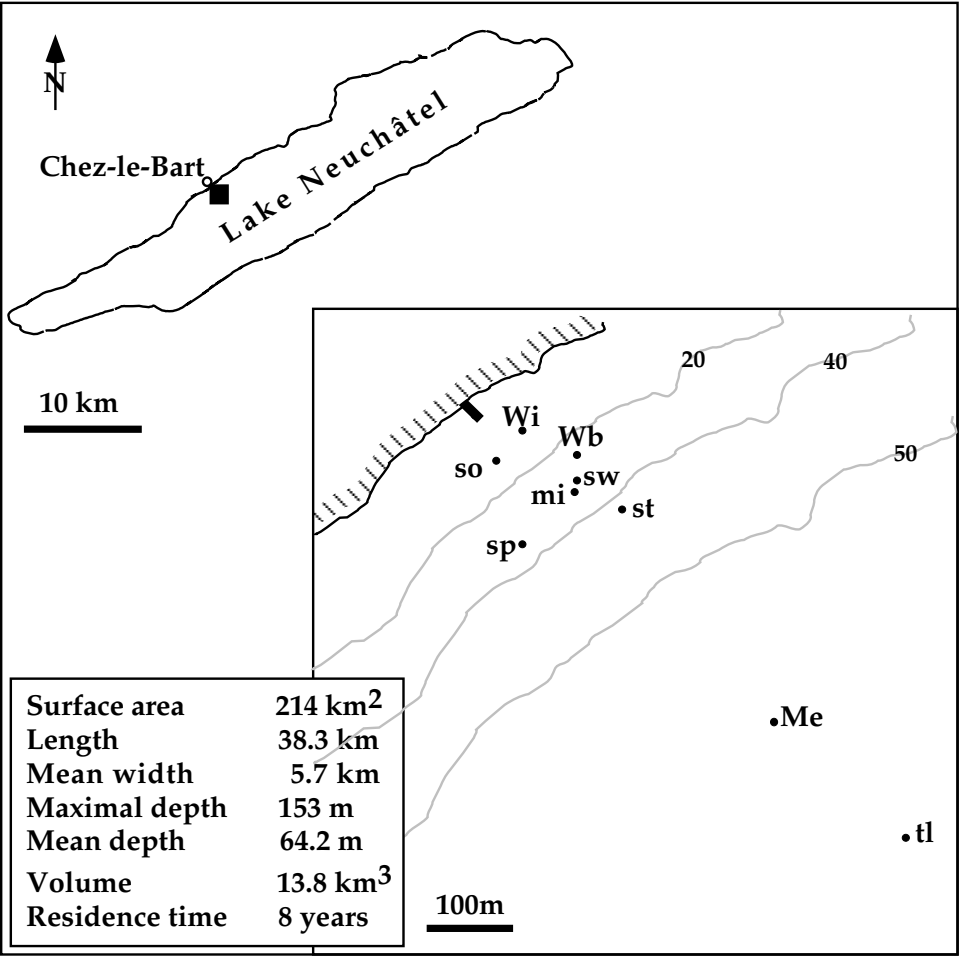 N
Chez-le-Bart
Lake Neuchâtel
10 km
20
40
50
Wi
Wb
so
sw
mi
st
sp
Me
tl
100m
Surface area 214 km²
Length 38.3 km
Mean width 5.7 km
Maximal depth 153 m
Mean depth 64.2 m
Volume 13.8 km³
Residence time 8 years